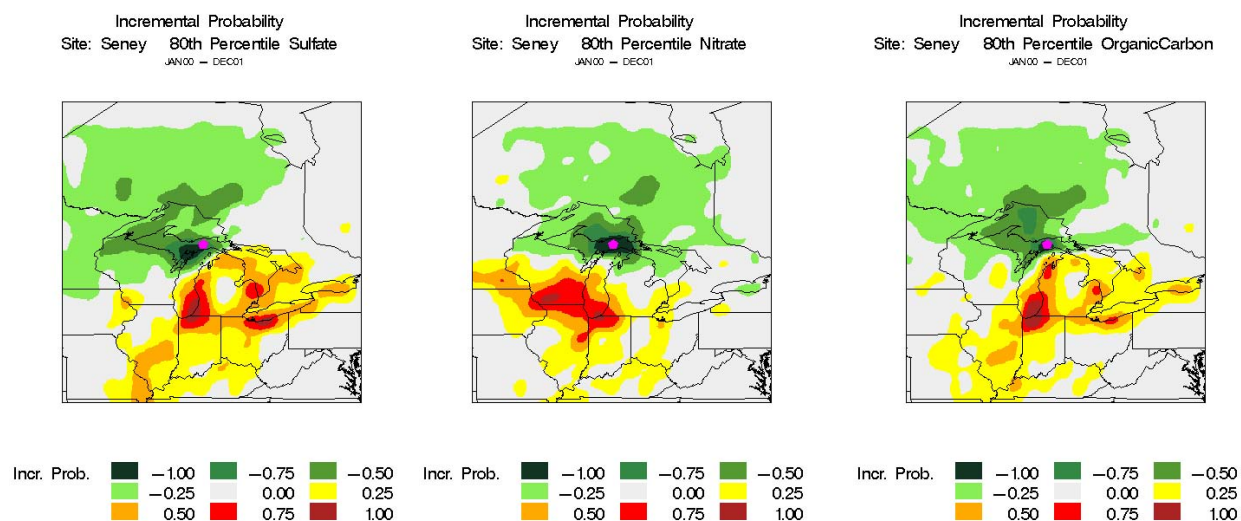 Incremental Probability
Site: Seney 80th Percentile Sulfate
JAN00 — DEC01
Incremental Probability
Site: Seney 80th Percentile Nitrate
JAN00 — DEC01
Incremental Probability
Site: Seney 80th Percentile OrganicCarbon
JAN00 — DEC01
Incr. Prob. —1.00 —0.75 —0.50
—0.25 0.00 0.25
0.50 0.75 1.00
Incr. Prob. —1.00 —0.75 —0.50
—0.25 0.00 0.25
0.50 0.75 1.00
Incr. Prob. —1.00 —0.75 —0.50
—0.25 0.00 0.25
0.50 0.75 1.00